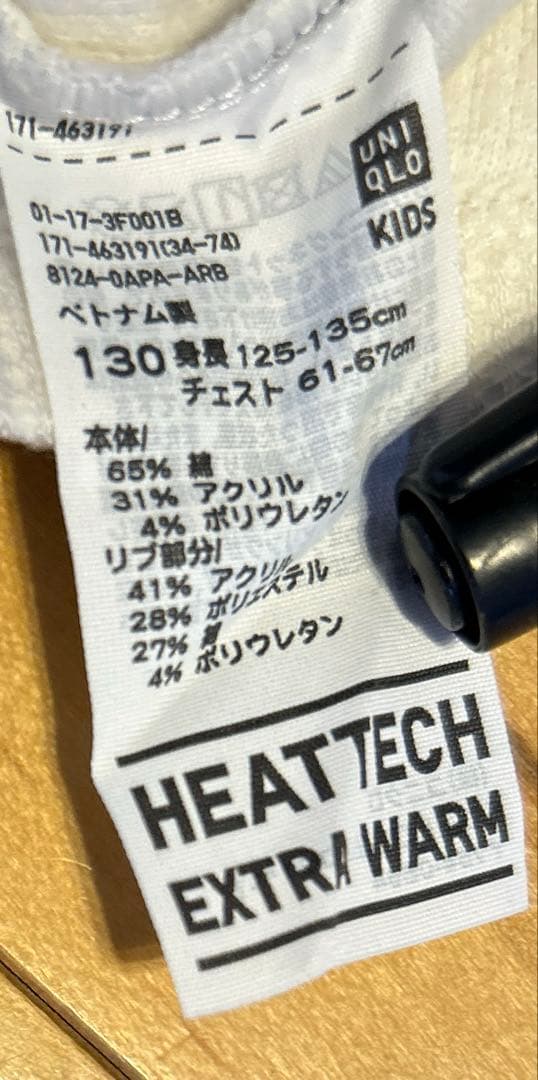 171-463191
UNI
QLO
KIDS
01-17-3F001B
171-463191(34-74)
8124-0APA-ARB
ベトナム製
130 身長 125-135cm
チェスト 61-67cm
本体/
65% 綿
31% アクリル
4% ポリウレタン
リブ部分/
41% アクリル
28% ポリエステル
27% 綿
4% ポリウレタン
HEATTECH
EXTRA WARM